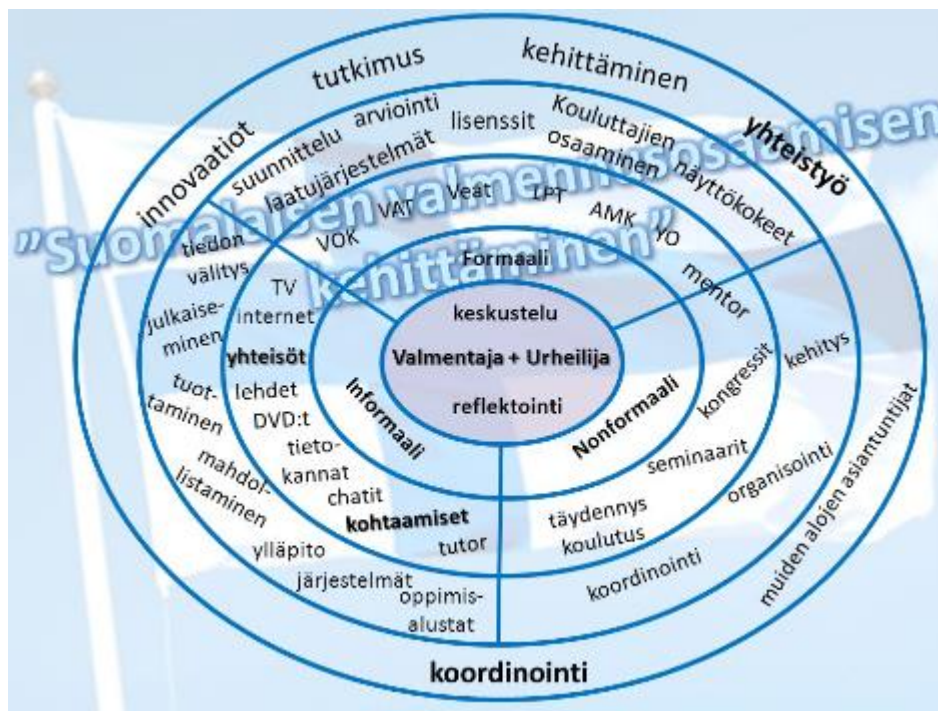 "Suomalaisen valmennusosaamisen
kehittäminen"
innovaatiot
tutkimus
kehittäminen
yhteistyö
muiden alojen asiantuntijat
koordinointi
suunnittelu
arviointi
laatujärjestelmät
lisenssit
Kouluttajien
osaaminen
näyttökokeet
VOK
VAT
Veat
LPT
AMK
YO
Formaali
mentor
kongressit
seminaarit
täydennys
koulutus
Nonformaali
kehitys
organisointi
koordinointi
tiedon
välitys
julkaise-
minen
tuot-
taminen
mahdol-
listaminen
ylläpito
järjestelmät
oppimis-
alustat
TV
internet
yhteisöt
lehdet
DVD:t
tieto-
kannat
chatit
kohtaamiset
tutor
Informaali
keskustelu
Valmentaja + Urheilija
reflektointi